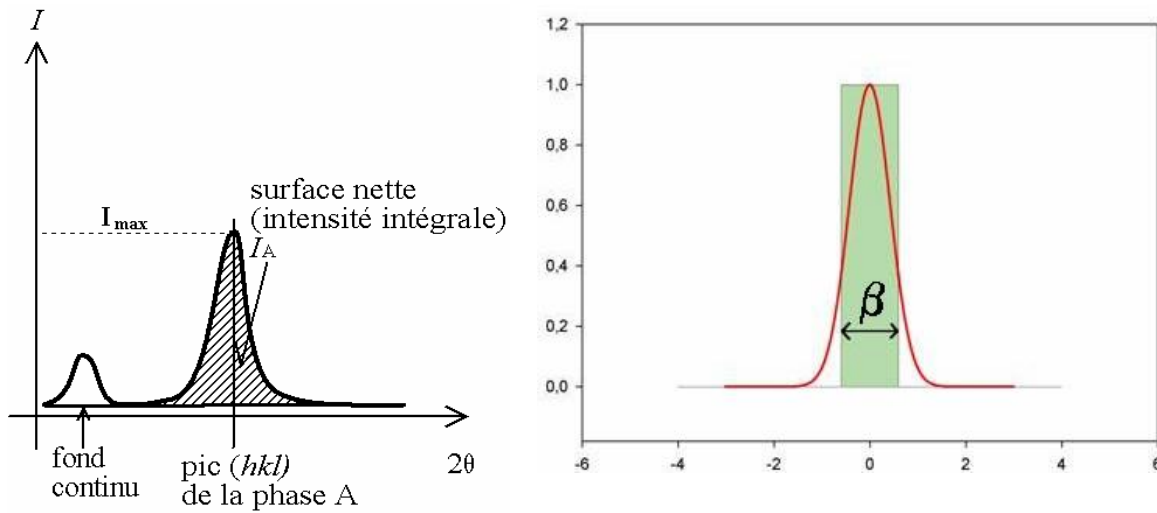 I
I max
surface nette
(intensité intégrale)
I A
fond
continu
pic (hkl)
de la phase A
2θ
1,2
1,0
0,8
0,6
0,4
0,2
0,0
β
-6
-4
-2
0
2
4
6